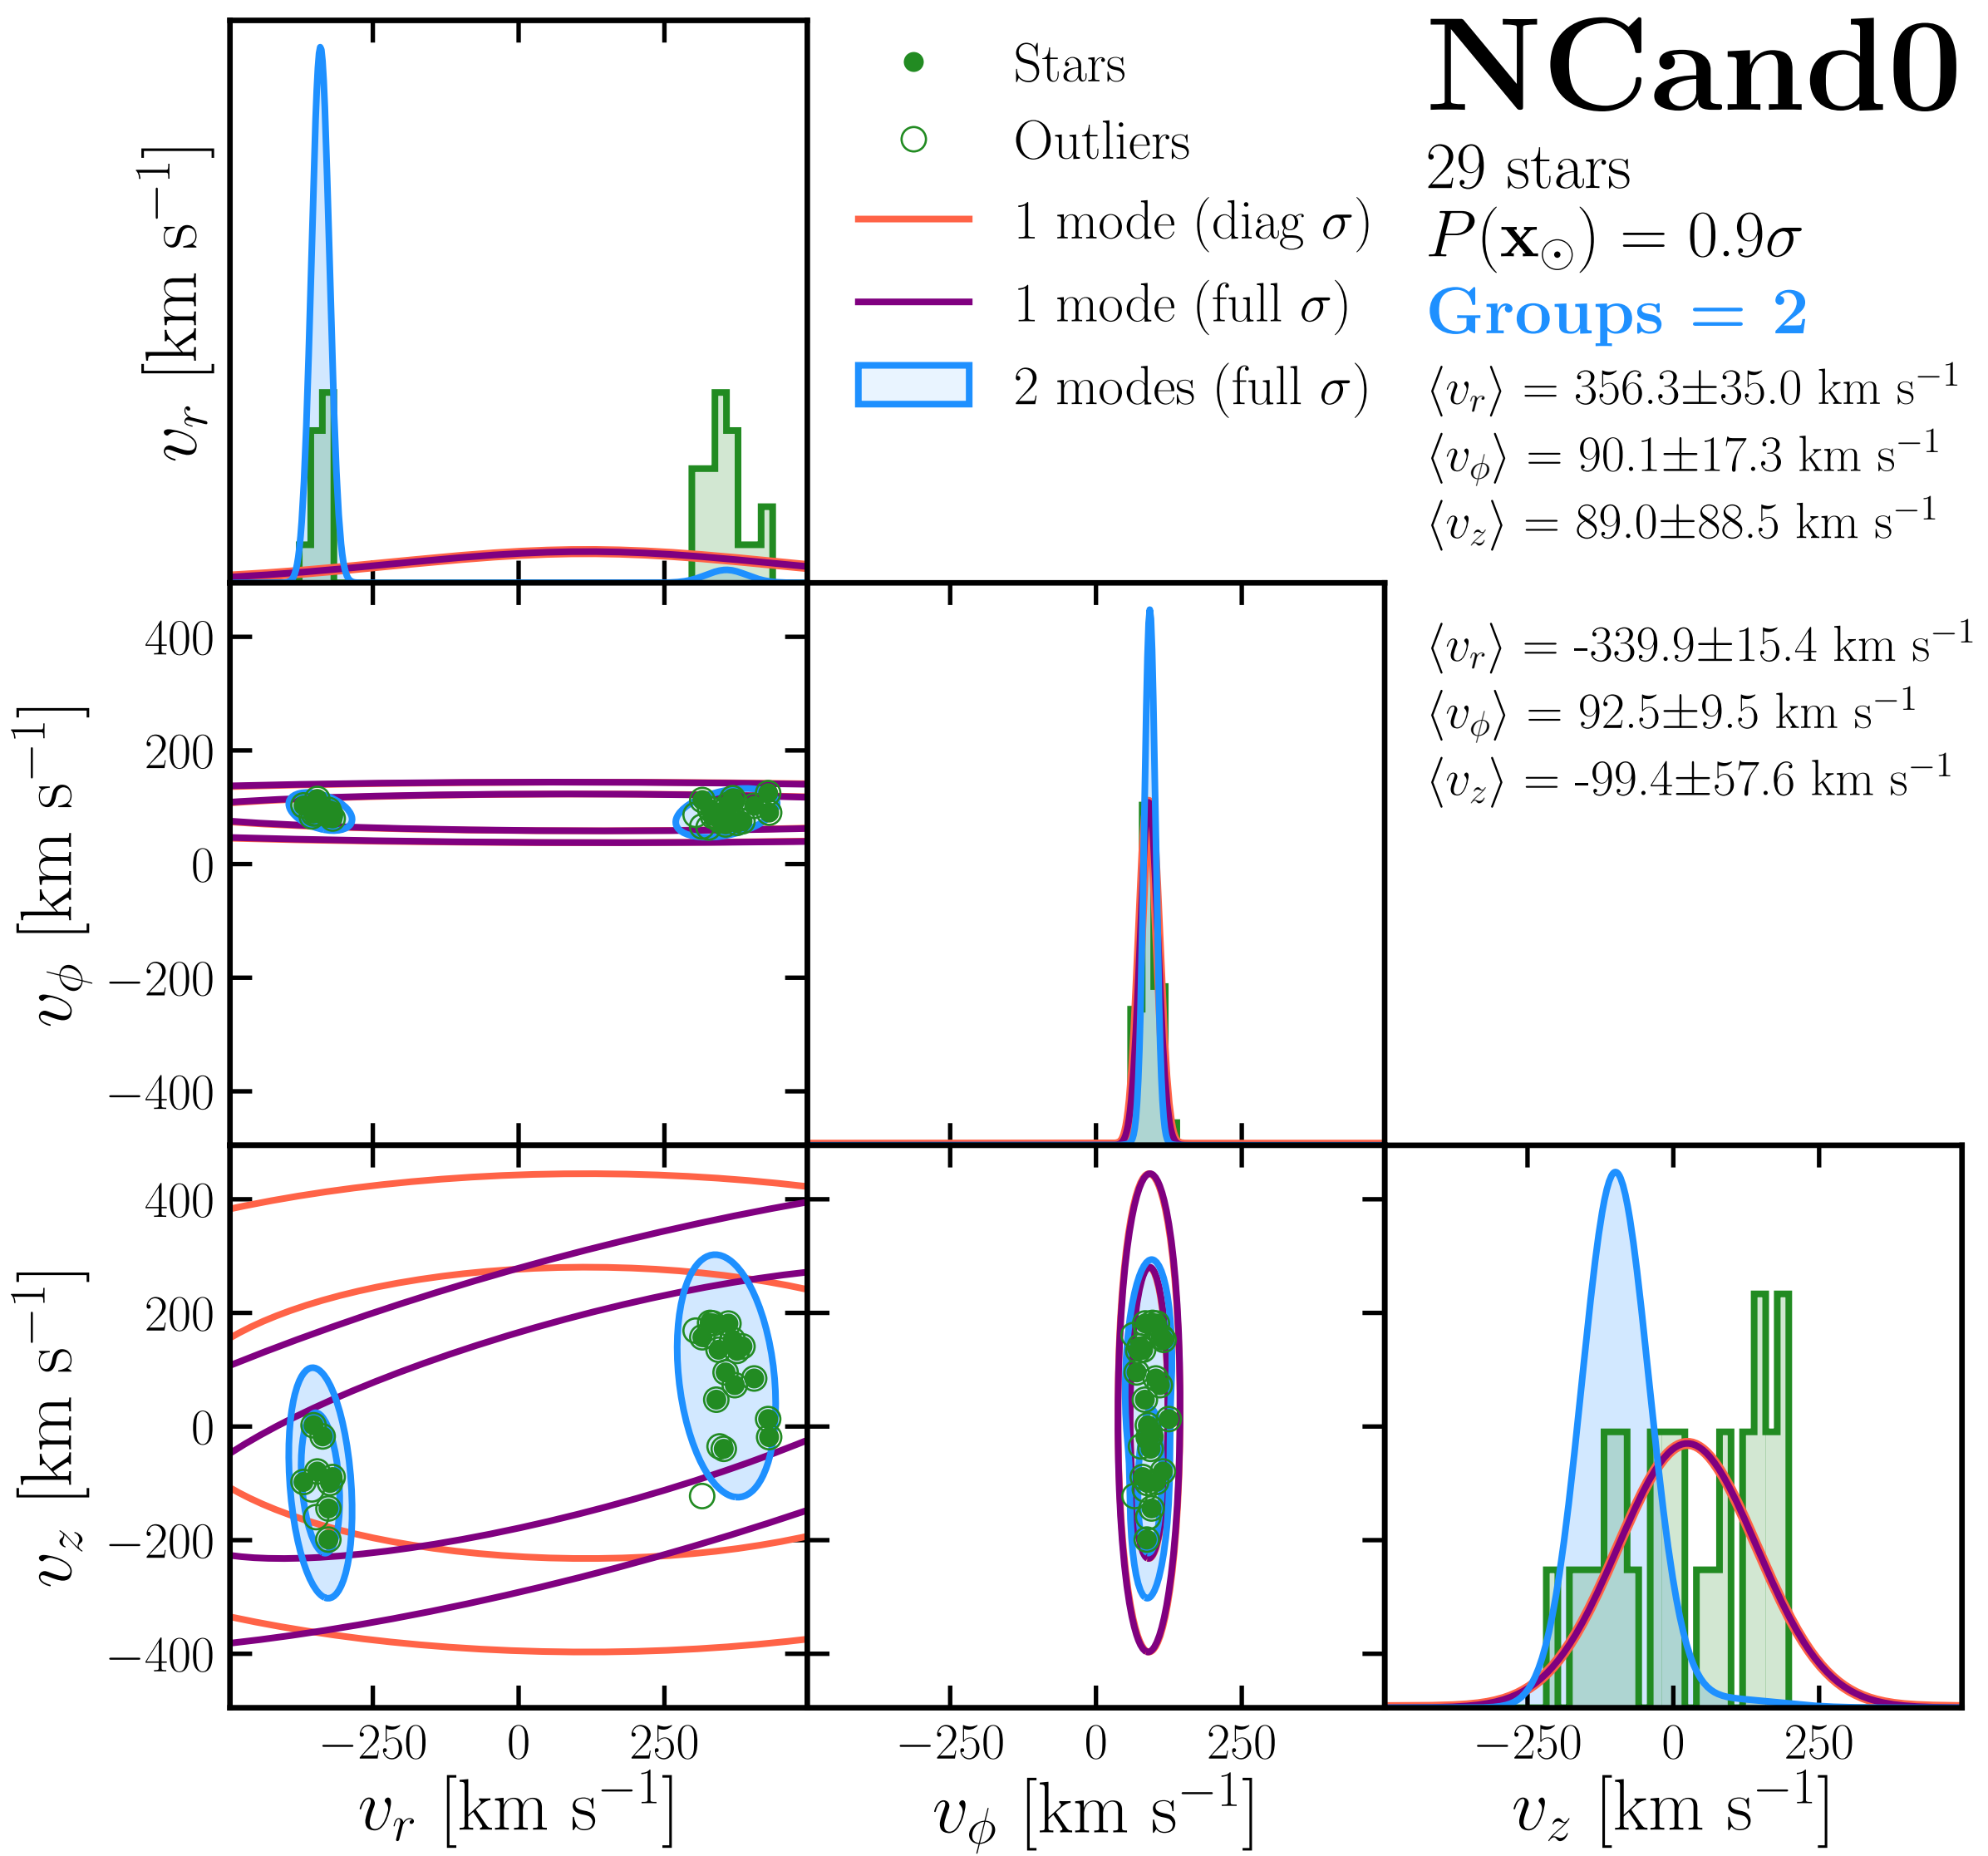 NCand0
29 stars
P(x⊙) = 0.9σ
Groups = 2
⟨v_r⟩ = 356.3±35.0 km s⁻¹
⟨v_ϕ⟩ = 90.1±17.3 km s⁻¹
⟨v_z⟩ = 89.0±88.5 km s⁻¹
⟨v_r⟩ = -339.9±15.4 km s⁻¹
⟨v_ϕ⟩ = 92.5±9.5 km s⁻¹
⟨v_z⟩ = -99.4±57.6 km s⁻¹
Stars
Outliers
1 mode (diag σ)
1 mode (full σ)
2 modes (full σ)
v_r [km s⁻¹]
400
200
0
−200
−400
v_ϕ [km s⁻¹]
400
200
0
−200
−400
v_z [km s⁻¹]
−250 0 250
−250 0 250
−250 0 250
v_r [km s⁻¹]
v_ϕ [km s⁻¹]
v_z [km s⁻¹]